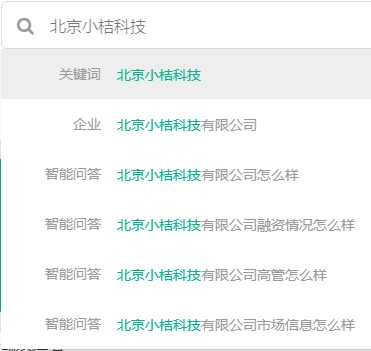 北京小桔科技
关键词 北京小桔科技
企业 北京小桔科技有限公司
智能问答 北京小桔科技有限公司怎么样
智能问答 北京小桔科技有限公司融资情况怎么样
智能问答 北京小桔科技有限公司高管怎么样
智能问答 北京小桔科技有限公司市场信息怎么样